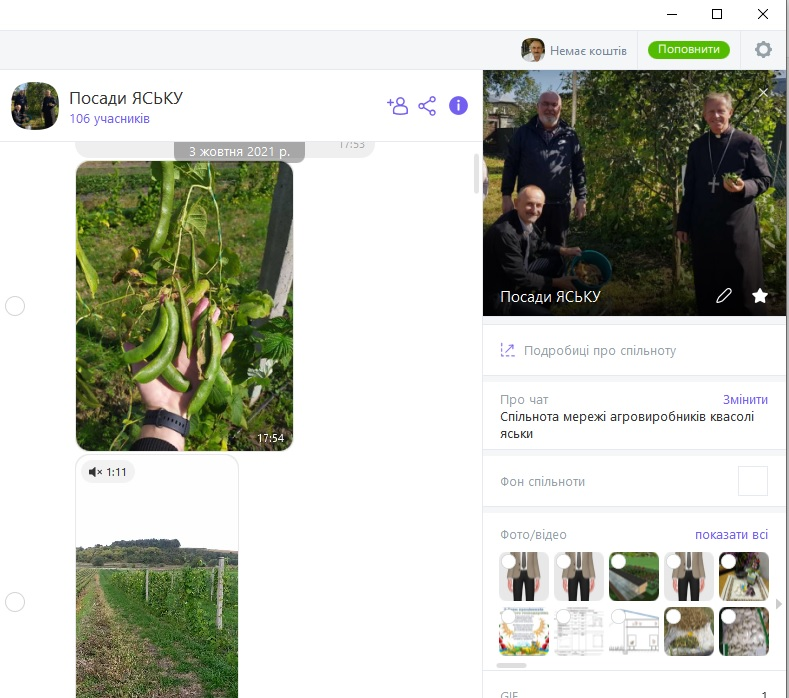 Немає коштів
Поповнити
Посади ЯСЬКУ
106 учасників
17:53
3 жовтня 2021 р.
17:54
1:11
Посади ЯСЬКУ
Подробиці про спільноту
Про чат
Змінити
Спільнота мережі агровиробників квасолі
яськи
Фон спільноти
Фото/відео
показати всі
GIF
1